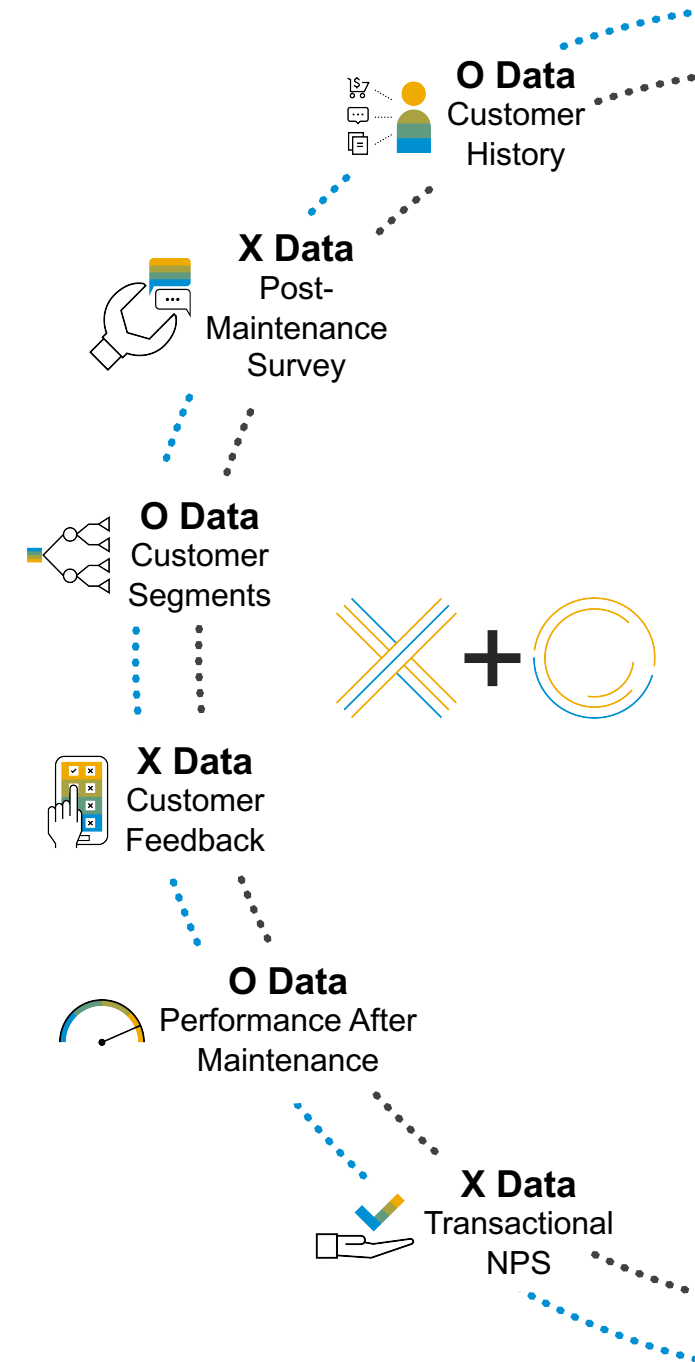 O Data
Customer
History
X Data
Post-
Maintenance
Survey
O Data
Customer
Segments
X + O
X Data
Customer
Feedback
O Data
Performance After
Maintenance
X Data
Transactional
NPS